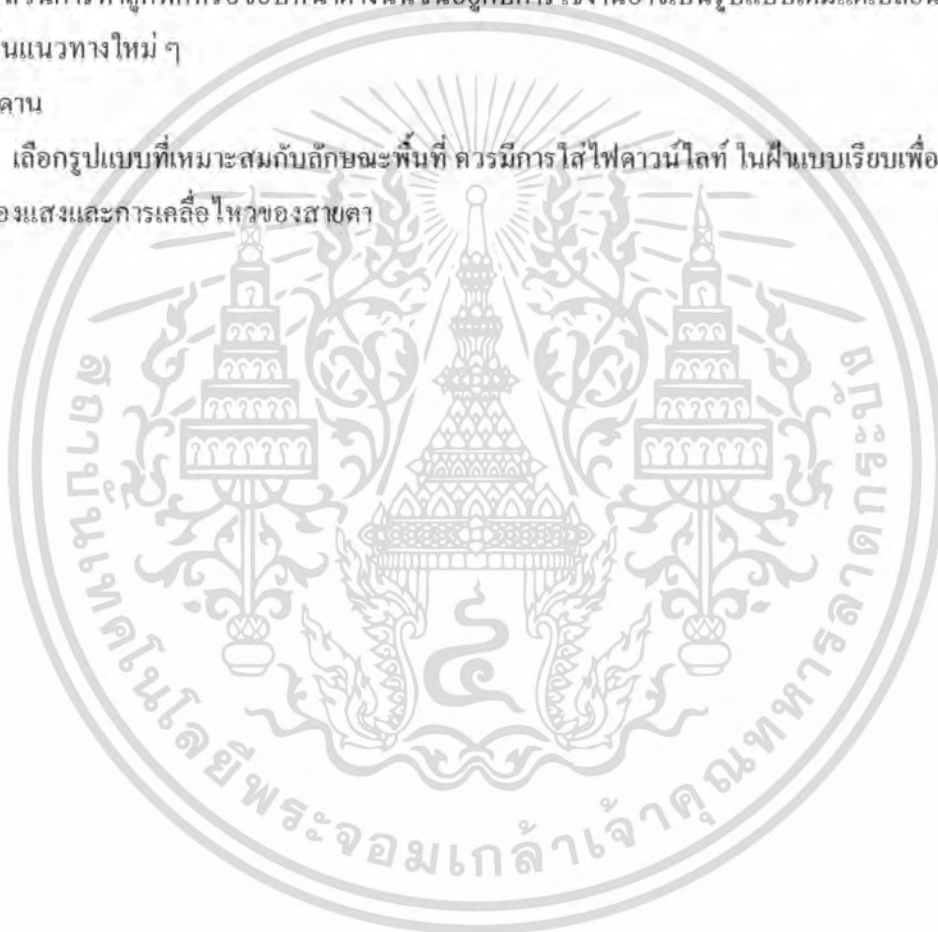 นแนวทางใหม่ ๆ
ดาน
เลือกรูปแบบที่เหมาะสมกับลักษณะพื้นที่ ควรมีการใส่ไฟดาวน์ไลท์ ในฝ้าแบบเรียบเพื่อ
องแสงและการเคลื่อไหวของสายตา
สถาบันเทคโนโลยีพระจอมเกล้าเจ้าคุณทหารลาดกระบัง
๔